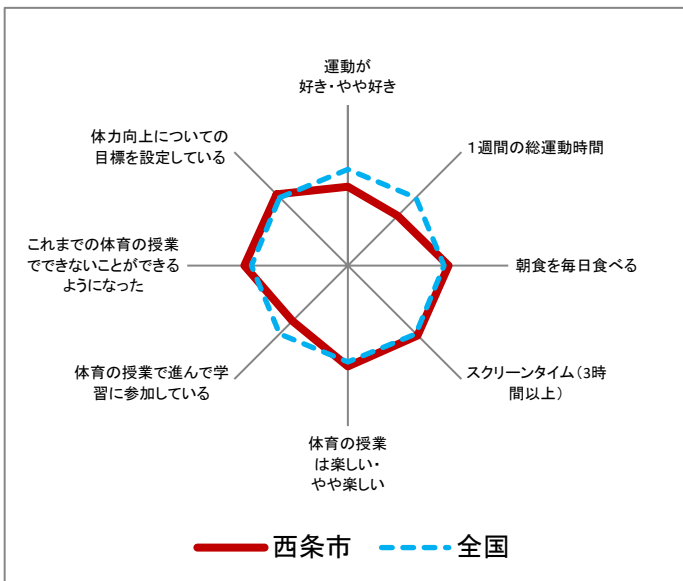 運動が
好き・やや好き
体力向上についての
目標を設定している
1週間の総運動時間
これまでの体育の授業
でできないことができる
ようになった
朝食を毎日食べる
体育の授業で進んで学
習に参加している
スクリーンタイム(3時
間以上)
体育の授業
は楽しい・
やや楽しい
西条市
全国